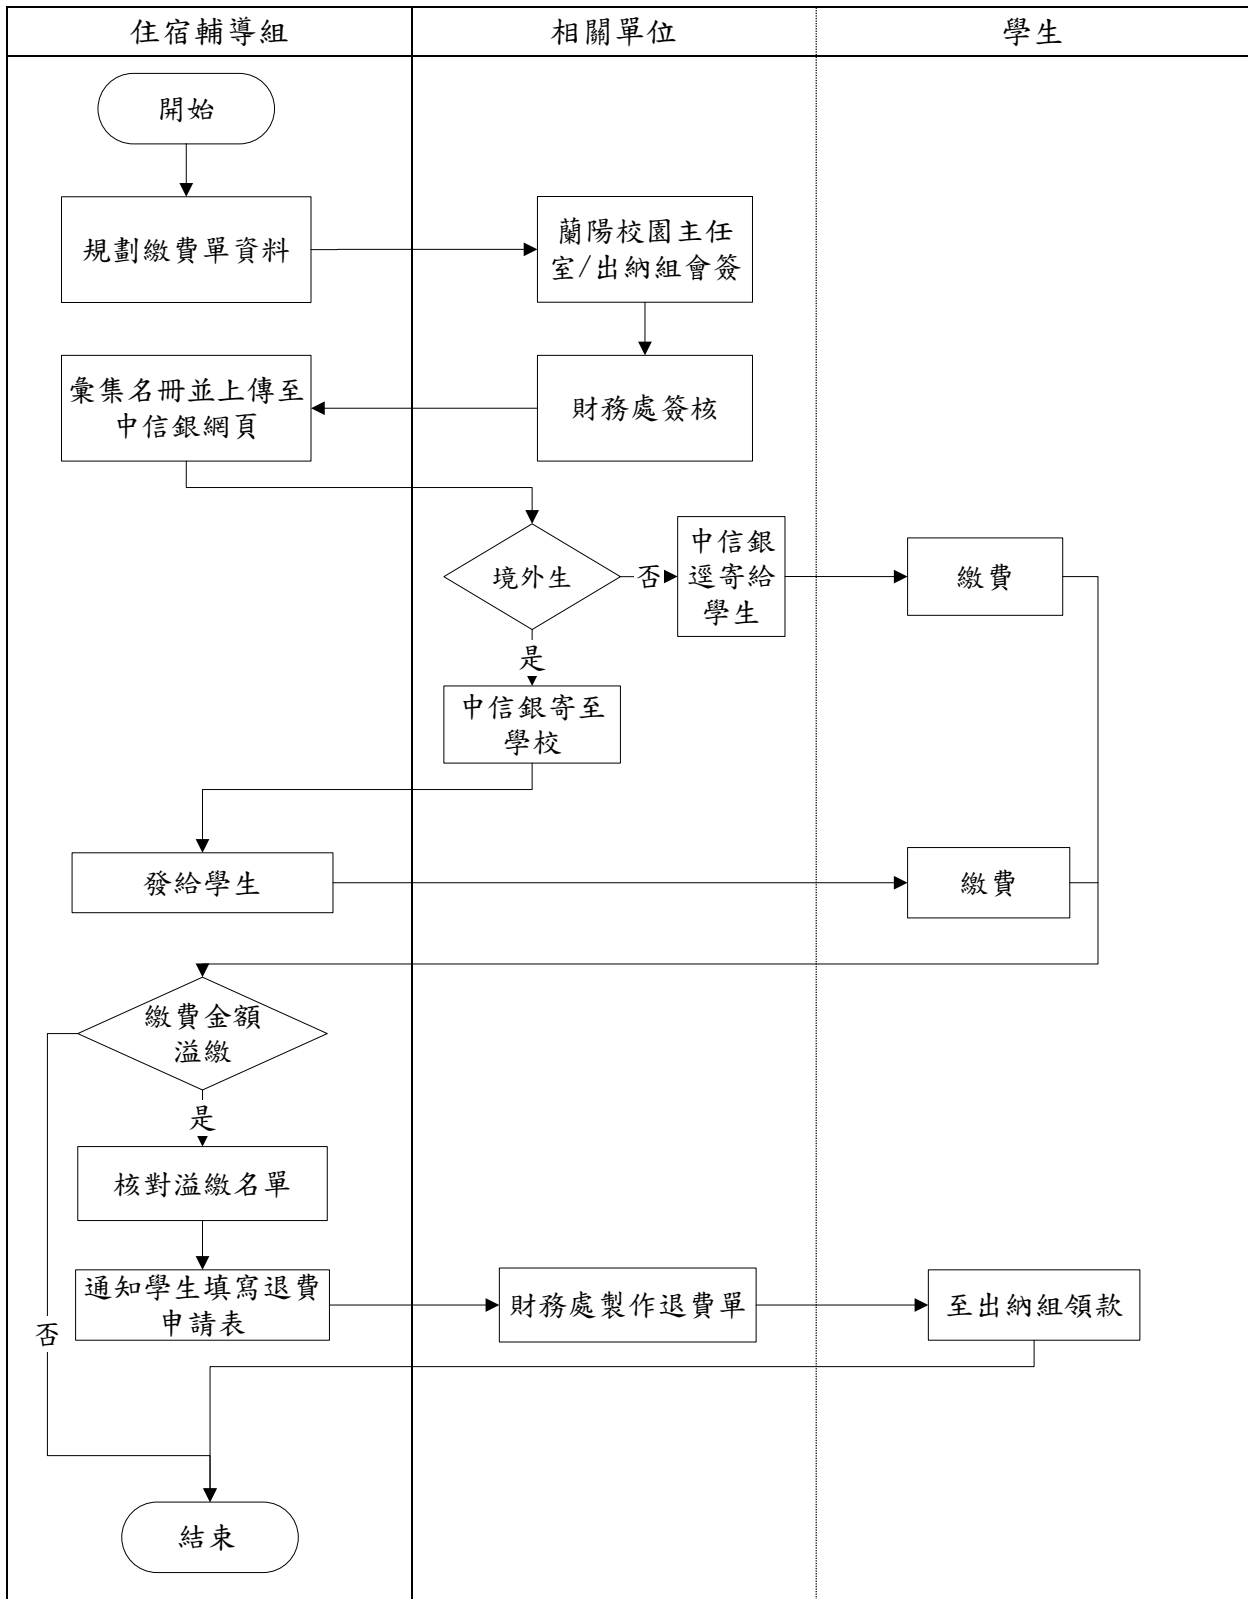 住宿輔導組
相關單位
學生
開始
規劃繳費單資料
蘭陽校園主任
室/出納組會簽
財務處簽核
彙集名冊並上傳至
中信銀網頁
境外生
否
中信銀
逕寄給
學生
繳費
是
中信銀寄至
學校
發給學生
繳費
繳費金額
溢繳
是
核對溢繳名單
通知學生填寫退費
申請表
財務處製作退費單
至出納組領款
否
結束